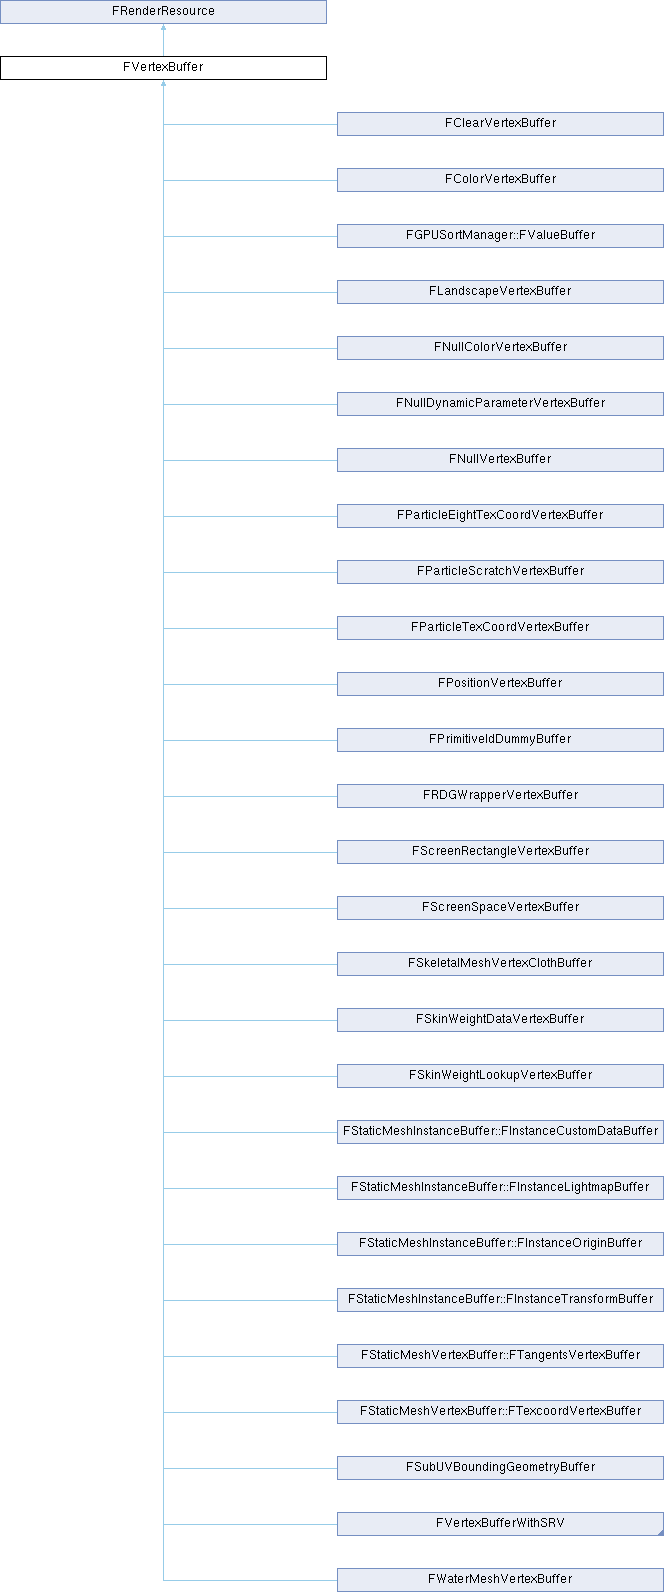 FRenderResource
FVertexBuffer
FClearVertexBuffer
FColorVertexBuffer
FGPUSortManager::FValueBuffer
FLandscapeVertexBuffer
FNullColorVertexBuffer
FNullDynamicParameterVertexBuffer
FNullVertexBuffer
FParticleEightTexCoordVertexBuffer
FParticleScratchVertexBuffer
FParticleTexCoordVertexBuffer
FPositionVertexBuffer
FPrimitiveIdDummyBuffer
FRDGWrapperVertexBuffer
FScreenRectangleVertexBuffer
FScreenSpaceVertexBuffer
FSkeletalMeshVertexClothBuffer
FSkinWeightDataVertexBuffer
FSkinWeightLookupVertexBuffer
FStaticMeshInstanceBuffer::FInstanceCustomDataBuffer
FStaticMeshInstanceBuffer::FInstanceLightmapBuffer
FStaticMeshInstanceBuffer::FInstanceOriginBuffer
FStaticMeshInstanceBuffer::FInstanceTransformBuffer
FStaticMeshVertexBuffer::FTangentsVertexBuffer
FStaticMeshVertexBuffer::FTexcoordVertexBuffer
FSubUVBoundingGeometryBuffer
FVertexBufferWithSRV
FWaterMeshVertexBuffer